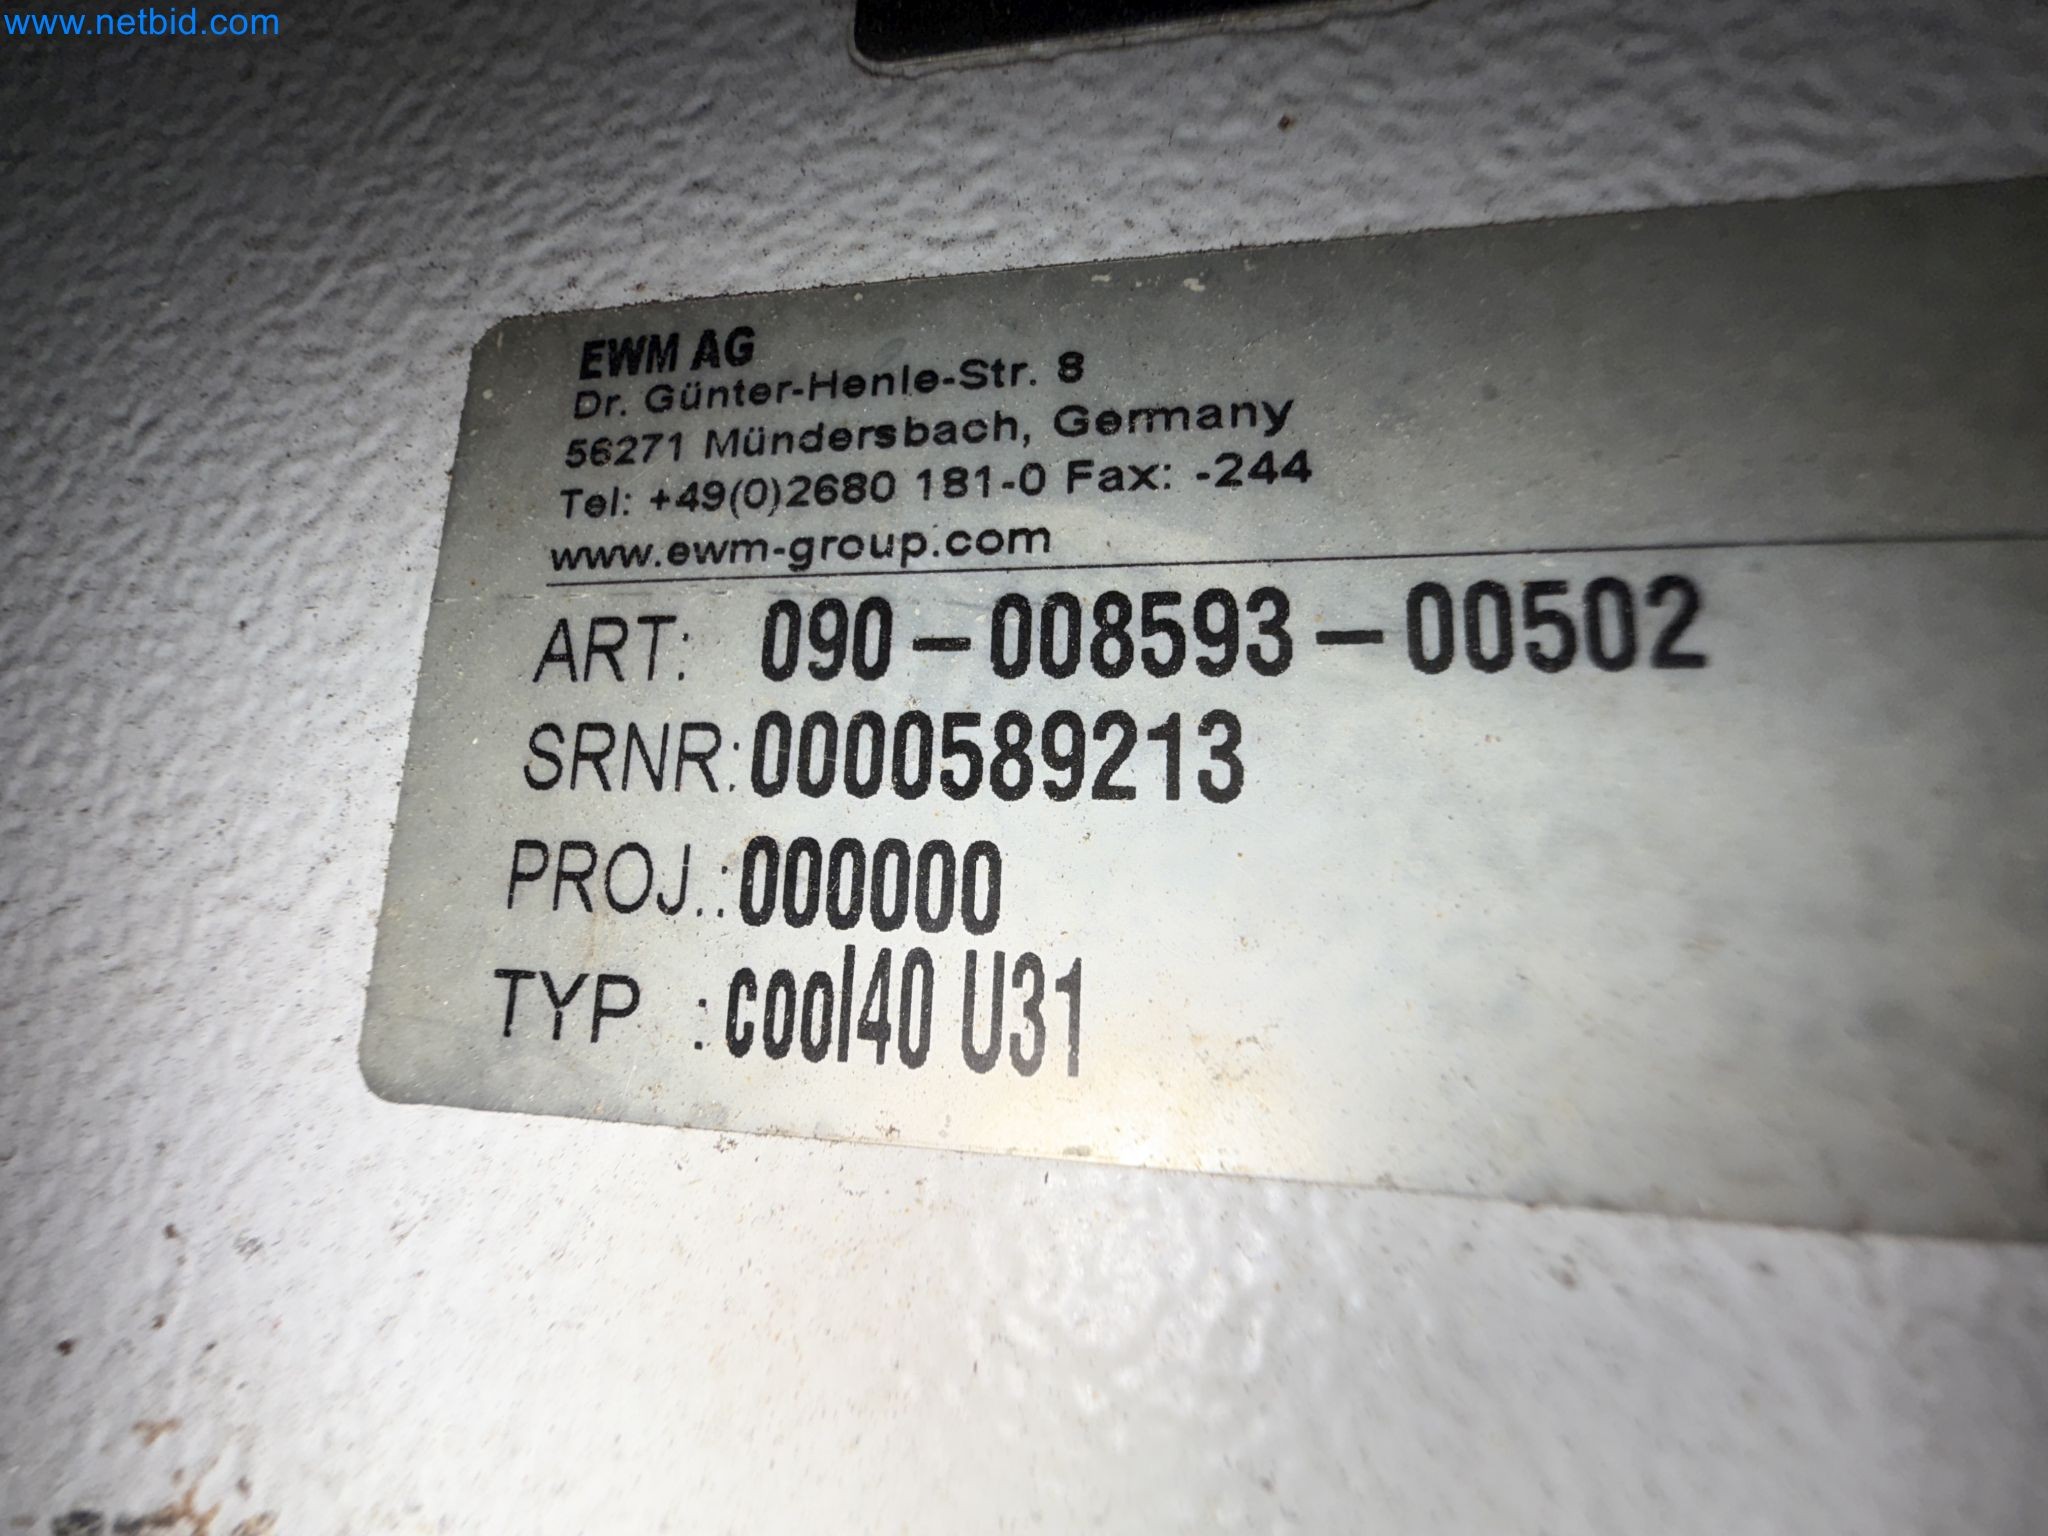 www.netbid.com
EWM AG
Dr. Günter-Henle-Str. 8
56271 Mündersbach, Germany
Tel: +49(0)2680 181-0 Fax: -244
www.ewm-group.com
ART: 090-008593-00502
SRNR:0000589213
PROJ.:000000
TYP :cool40 U31